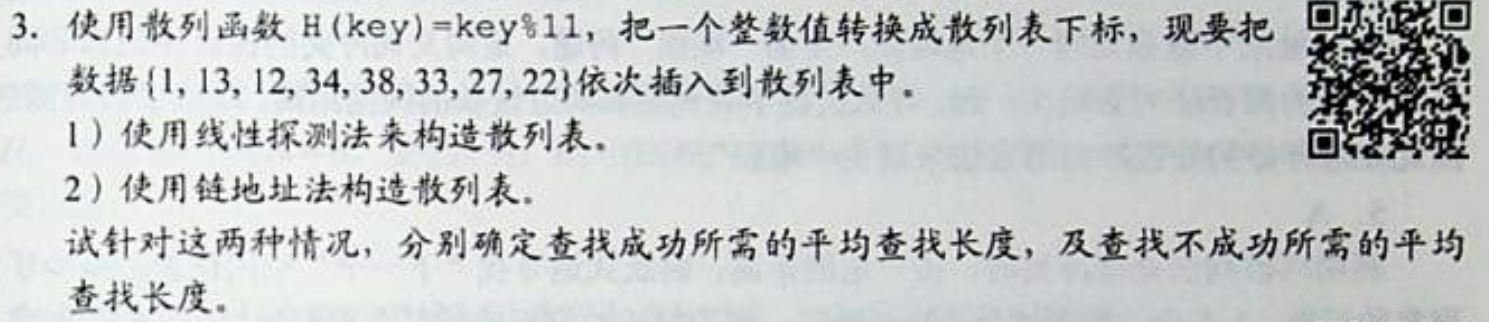 3. 使用散列函数 H(key)=key%11，把一个整数值转换成散列表下标，现要把
数据{1, 13, 12, 34, 38, 33, 27, 22}依次插入到散列表中。
1）使用线性探测法来构造散列表。
2）使用链地址法构造散列表。
试针对这两种情况，分别确定查找成功所需的平均查找长度，及查找不成功所需的平均
查找长度。